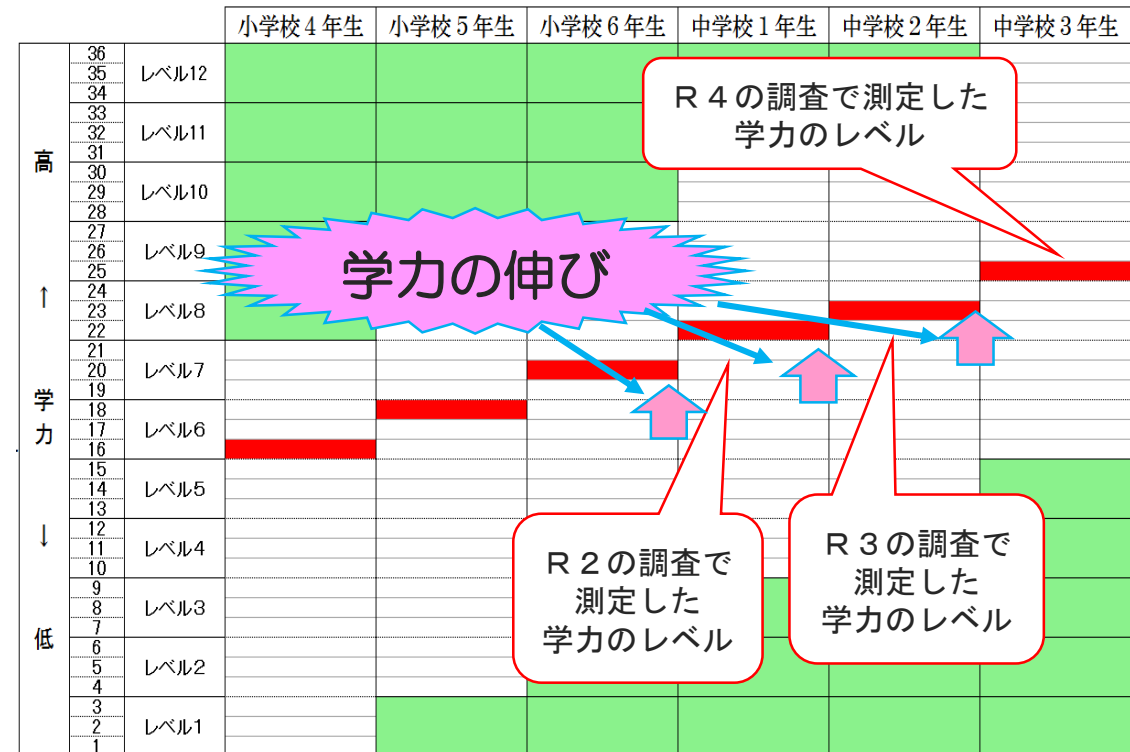 小学校４年生 小学校５年生 小学校６年生 中学校１年生 中学校２年生 中学校３年生
高
↑
学
力
↓
低
36
35 レベル12
34
33
32 レベル11
31
30
29 レベル10
28
27
26 レベル9
25
24
23 レベル8
22
21
20 レベル7
19
18
17 レベル6
16
15
14 レベル5
13
12
11 レベル4
10
9
8 レベル3
7
6
5 レベル2
4
3
2 レベル1
1
学力の伸び
Ｒ４の調査で測定した
学力のレベル
Ｒ２の調査で
測定した
学力のレベル
Ｒ３の調査で
測定した
学力のレベル